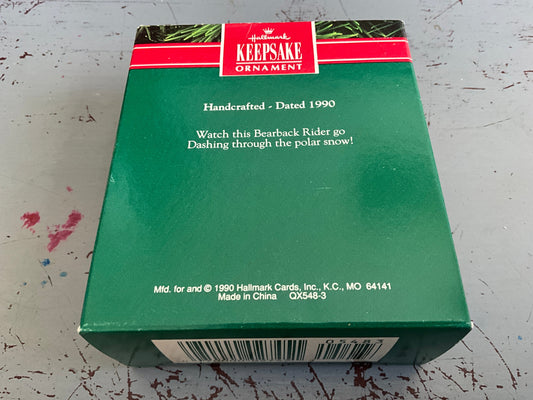 Hallmark
KEEPSAKE
ORNAMENT
Handcrafted - Dated 1990
Watch this Bearback Rider go
Dashing through the polar snow!
Mfd. for and © 1990 Hallmark Cards, Inc., K.C., MO 64141
Made in China QX548-3
05483